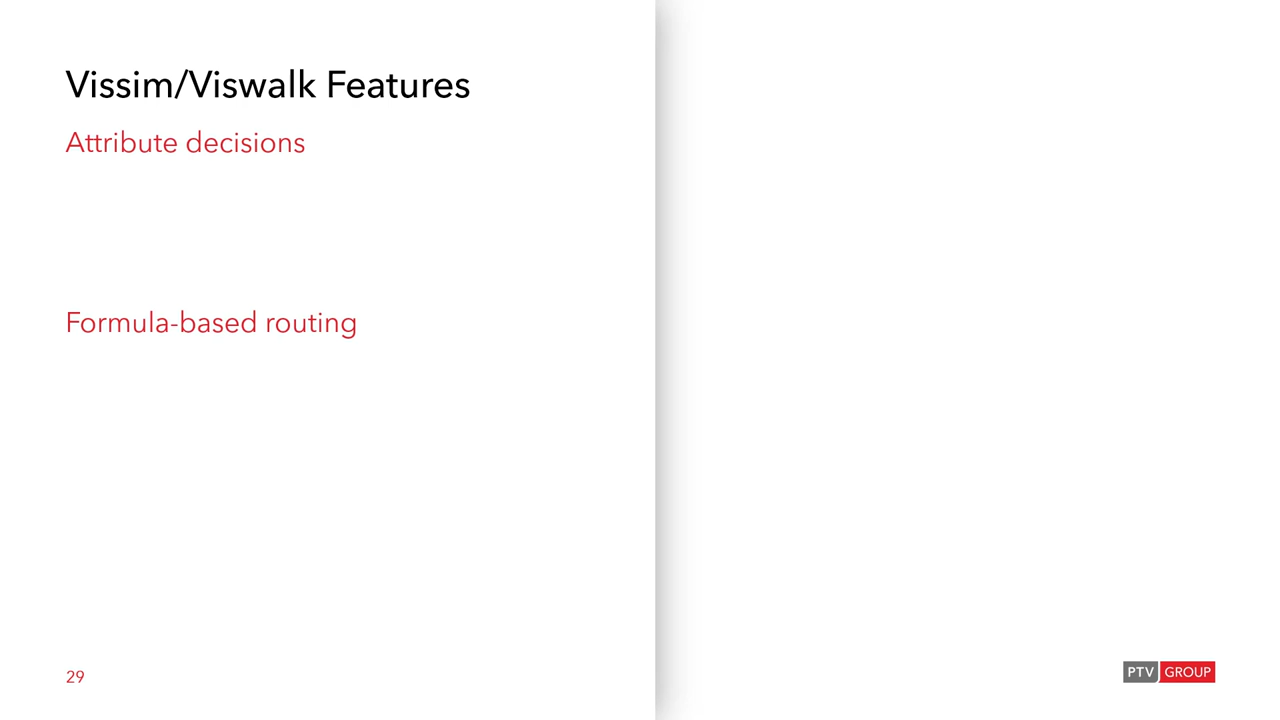 Vissim/Viswalk Features
Attribute decisions
Formula-based routing
29
PTV GROUP